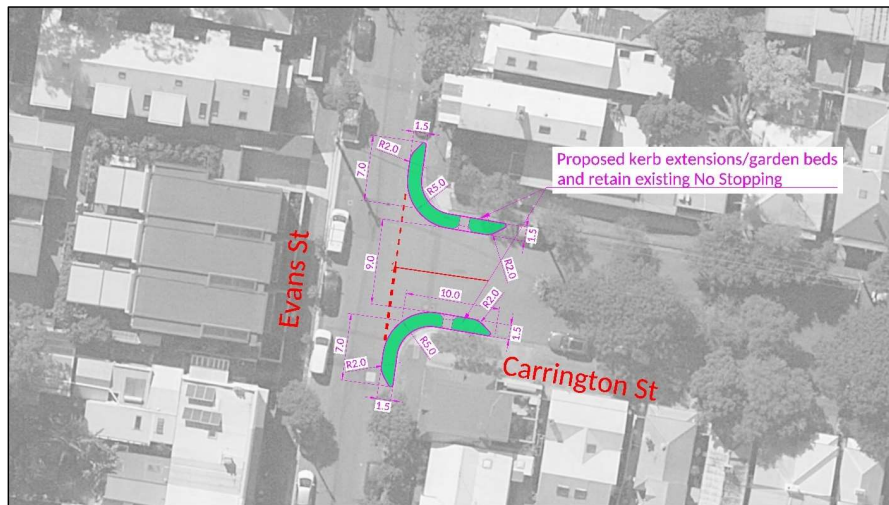 1.5
R2.0
7.0
Proposed kerb extensions/garden beds
and retain existing No Stopping
R5.0
1.5
R2.0
9.0
Evans St
10.0
R2.0
7.0
1.5
R5.0
R2.0
Carrington St
1.5